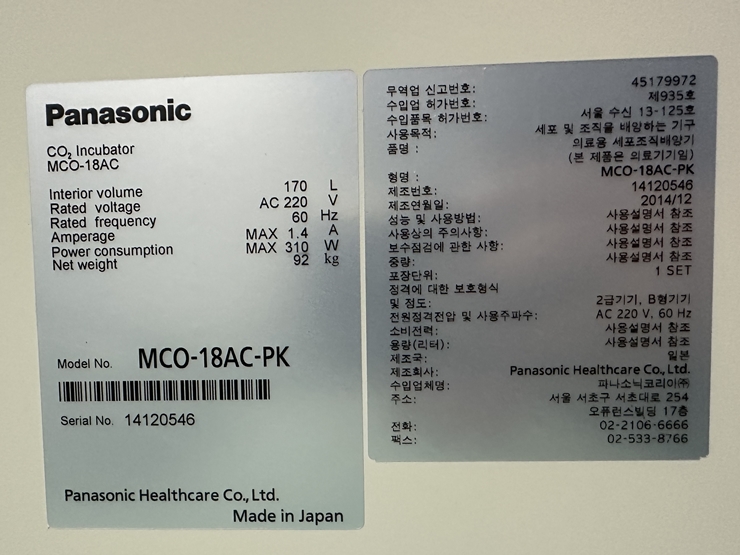 Panasonic
CO₂ Incubator
MCO-18AC
Interior volume 170 L
Rated voltage AC 220 V
Rated frequency 60 Hz
Amperage MAX 1.4 A
Power consumption MAX 310 W
Net weight 92 kg
Model No. MCO-18AC-PK
Serial No. 14120546
Panasonic Healthcare Co., Ltd.
Made in Japan
무역업 신고번호: 45179972
수입업 허가번호: 제935호
수입품목 허가번호: 서울 수신 13-125호
사용목적: 세포 및 조직을 배양하는 기구
품명: 의료용 세포조직배양기
(본 제품은 의료기기임)
형명: MCO-18AC-PK
제조번호: 14120546
제조연월일: 2014/12
성능 및 사용방법: 사용설명서 참조
사용상의 주의사항: 사용설명서 참조
보수점검에 관한 사항: 사용설명서 참조
중량: 사용설명서 참조
포장단위: 1 SET
정격에 대한 보호형식
및 정도: 2급기기, B형기기
전원정격전압 및 사용주파수: AC 220 V, 60 Hz
소비전력: 사용설명서 참조
용량(리터): 사용설명서 참조
제조국: 일본
제조회사: Panasonic Healthcare Co., Ltd.
수입업체명: 파나소닉코리아㈜
주소: 서울 서초구 서초대로 254
오퓨런스빌딩 17층
전화: 02-2106-6666
팩스: 02-533-8766